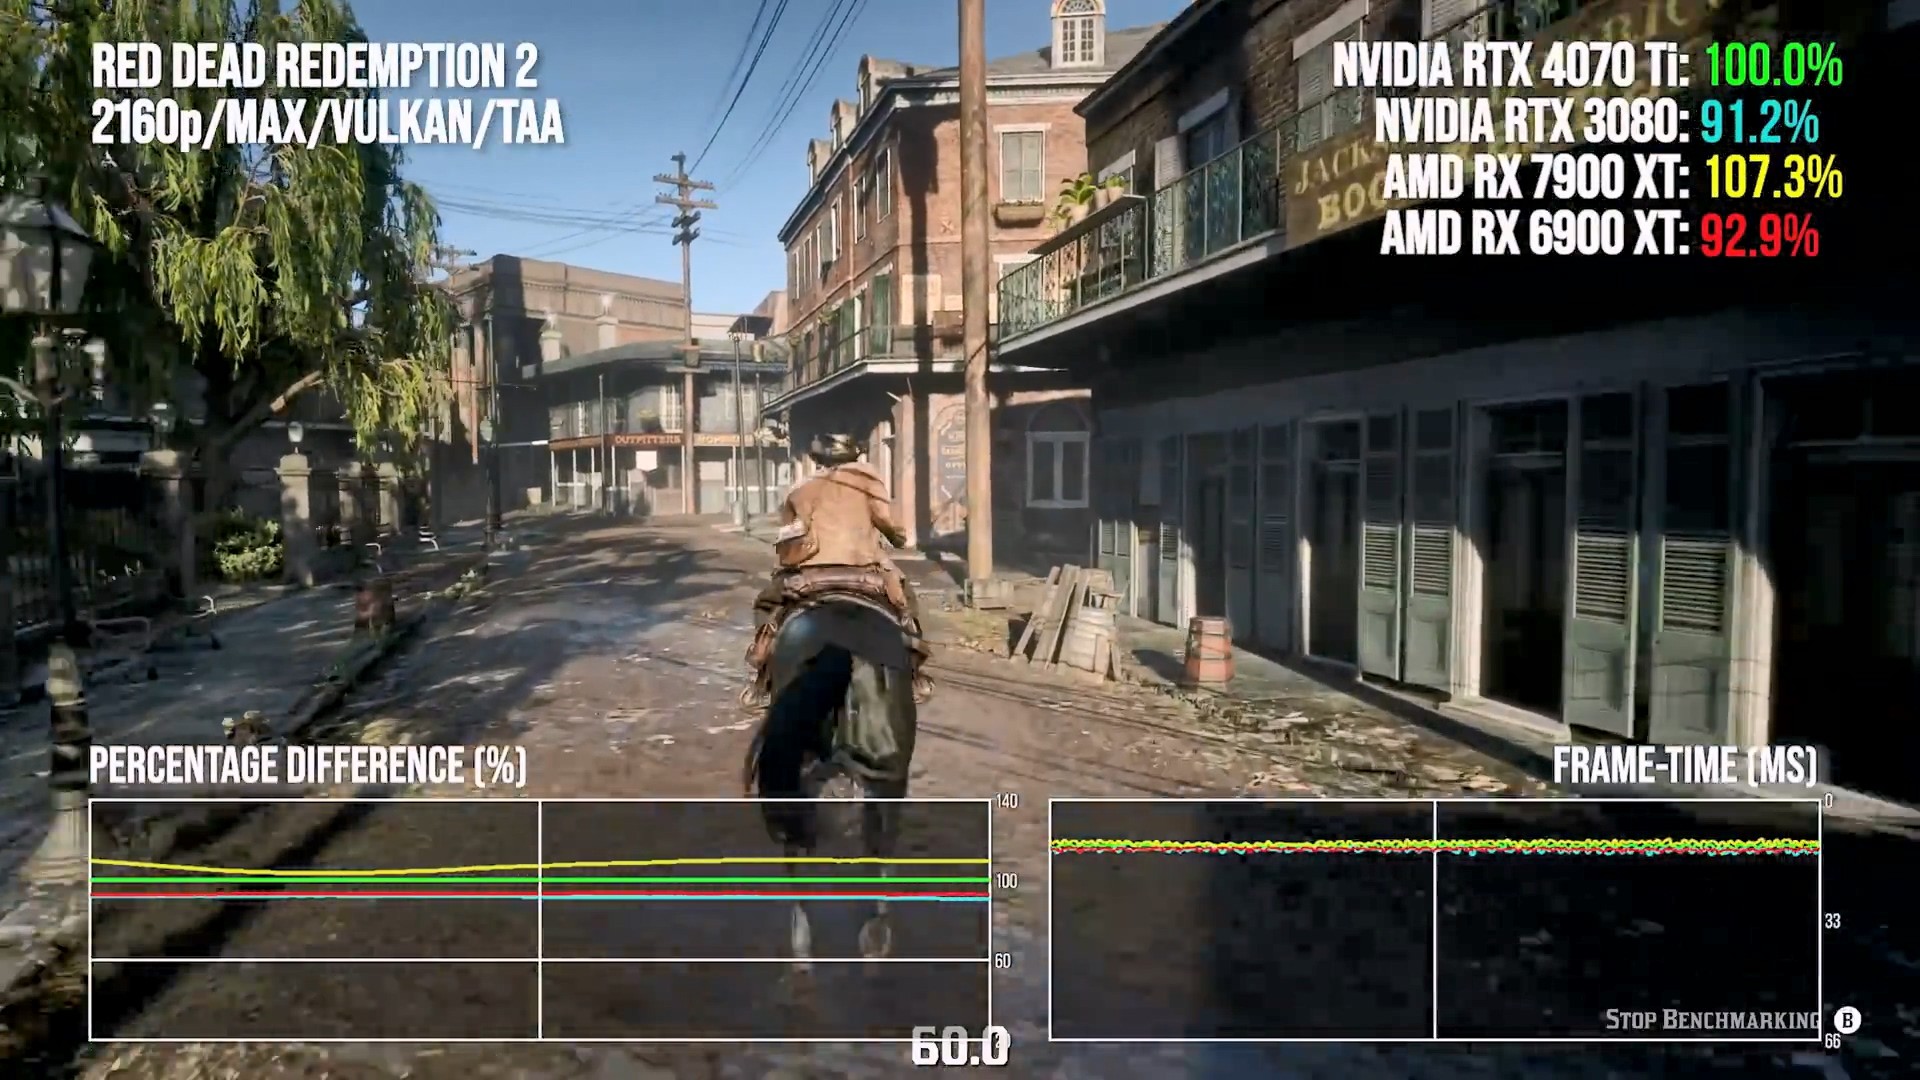 RED DEAD REDEMPTION 2
2160p/MAX/VULKAN/TAA
NVIDIA RTX 4070 Ti: 100.0%
NVIDIA RTX 3080: 91.2%
AMD RX 7900 XT: 107.3%
AMD RX 6900 XT: 92.9%
OUTFITTERS
PERCENTAGE DIFFERENCE (%)
140
100
60
FRAME-TIME (MS)
0
33
66
STOP BENCHMARKING B
60.0